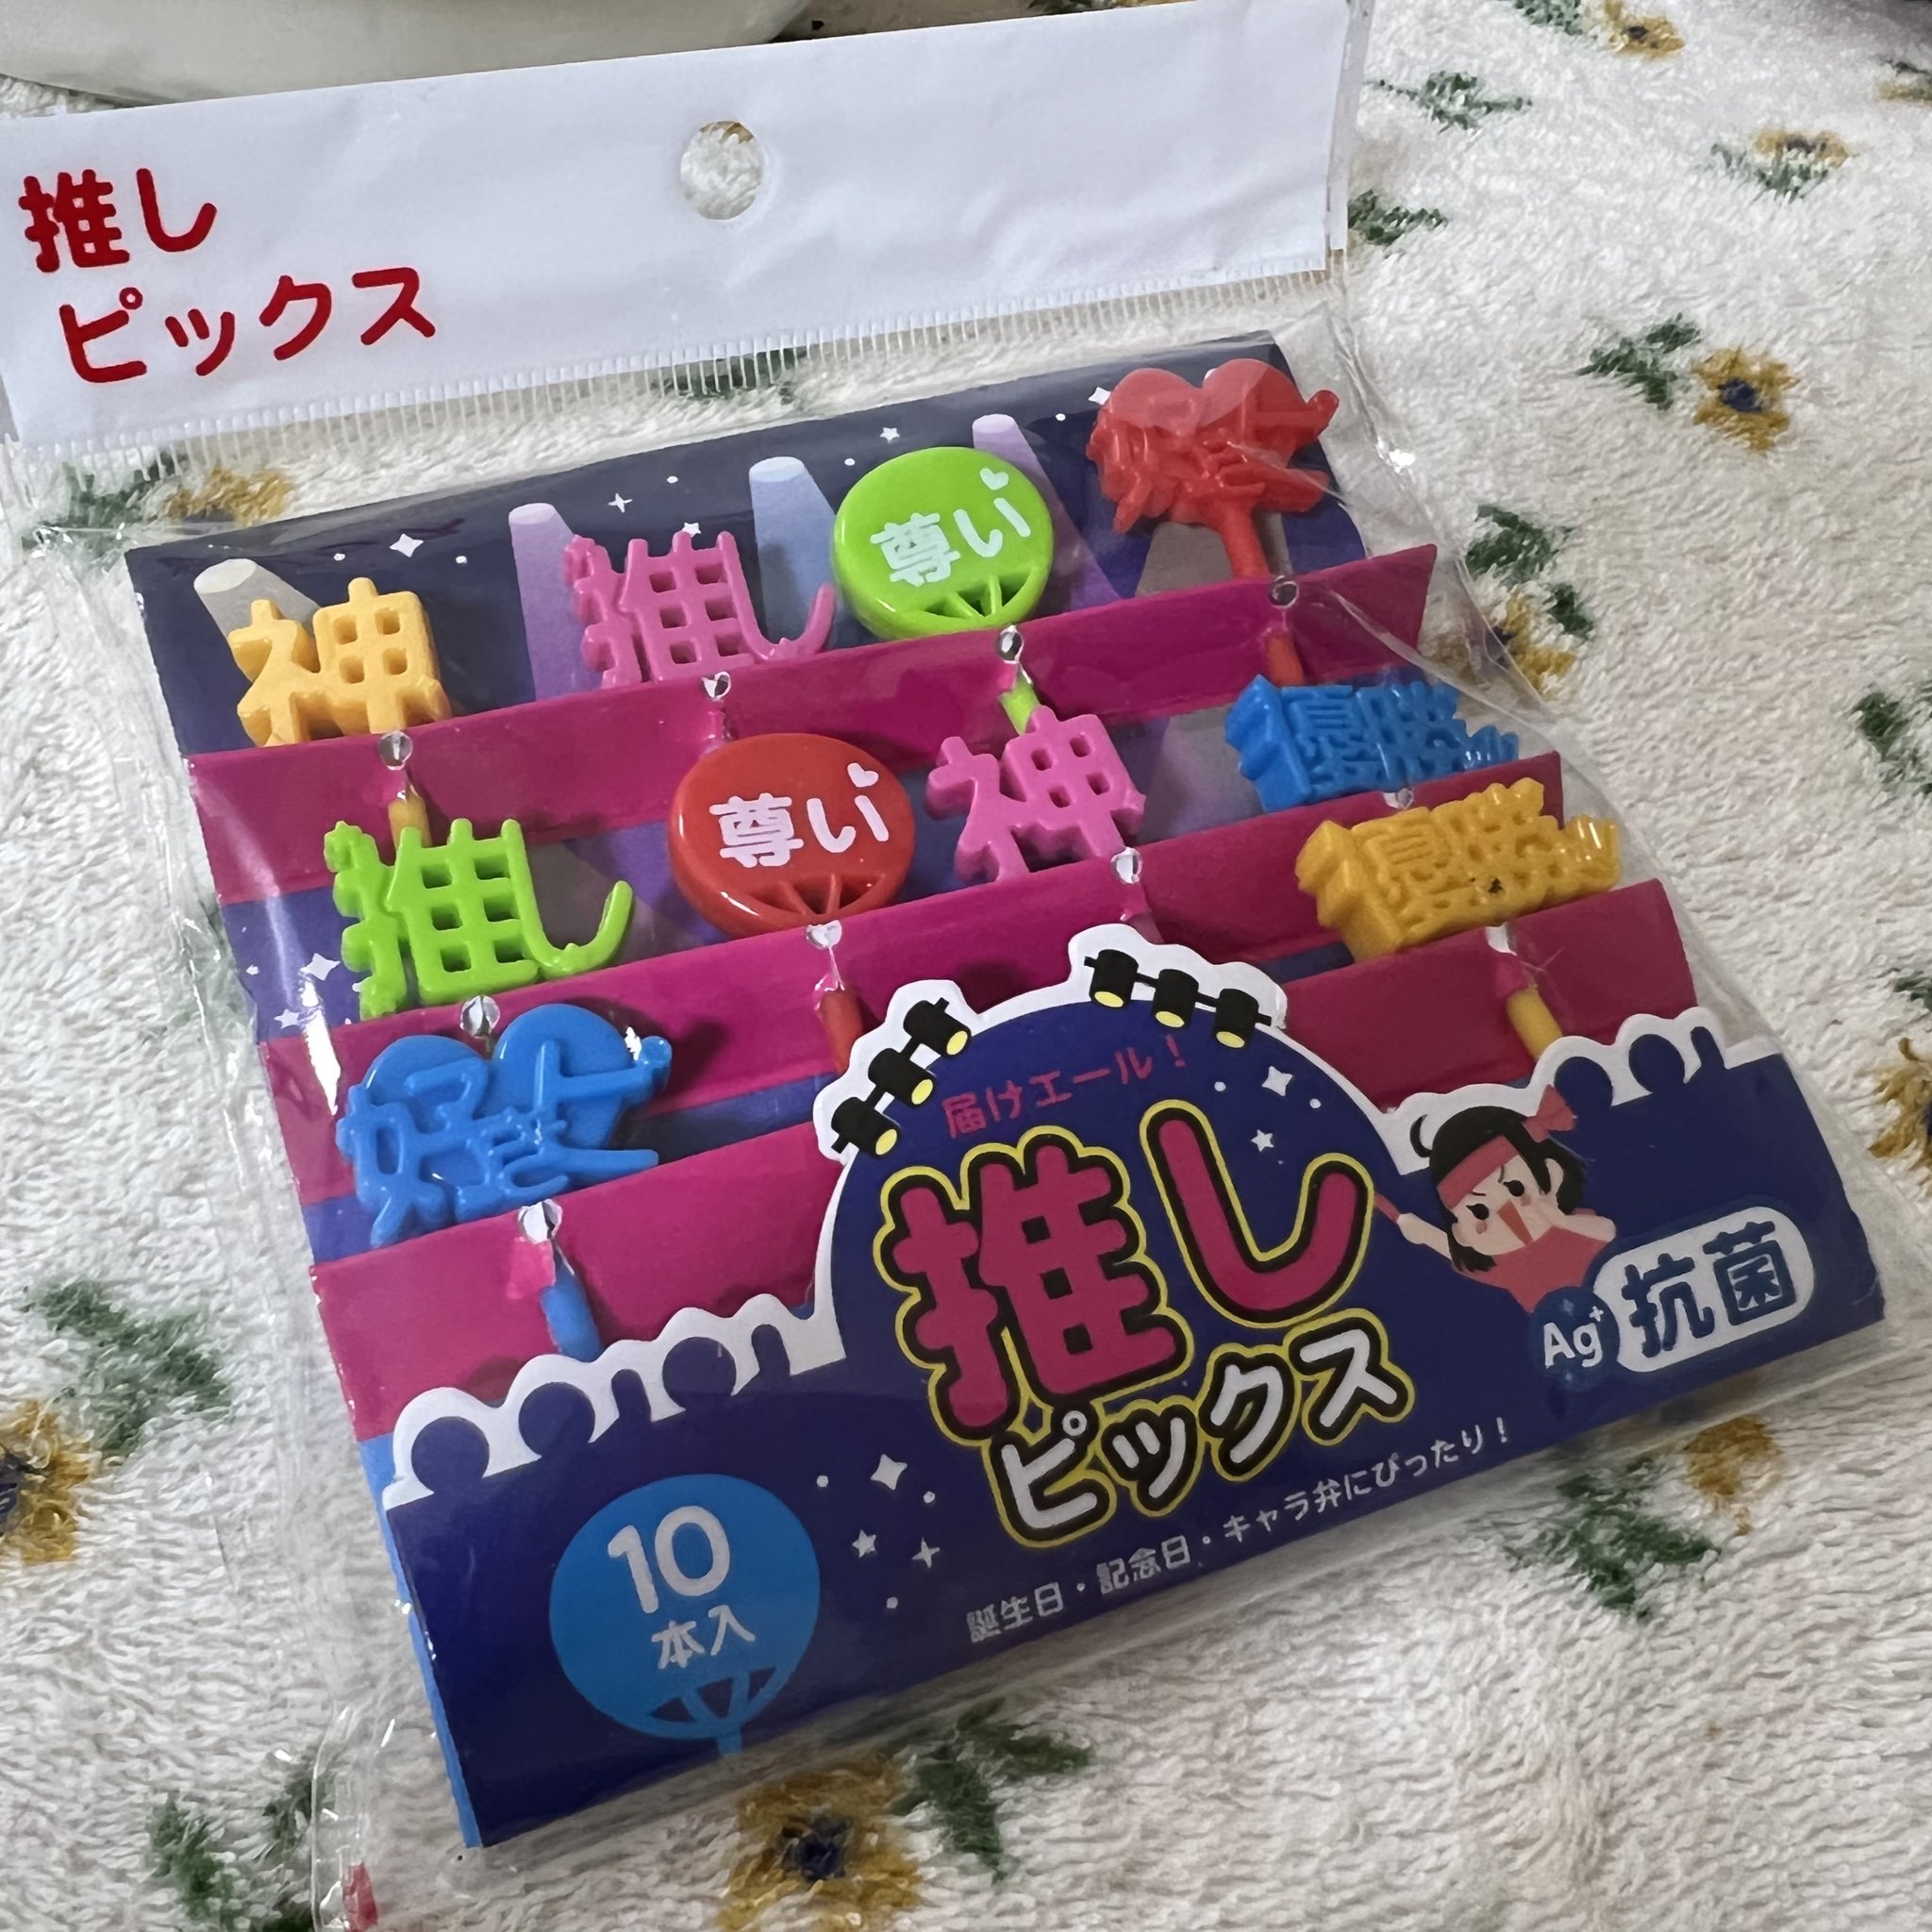 推し
ピックス
神
推し
尊い
好き
推し
尊い
神
優勝
優勝
好き
届けエール！
推し
ピックス
Ag+
抗菌
10
本入
誕生日・記念日・キャラ弁にぴったり！